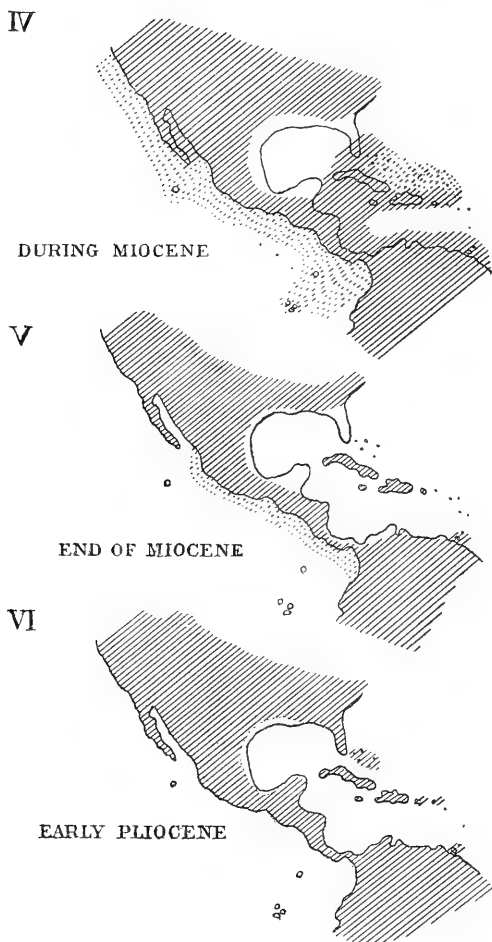 IV
DURING MIOCENE
V
END OF MIOCENE
VI
EARLY PLIOCENE